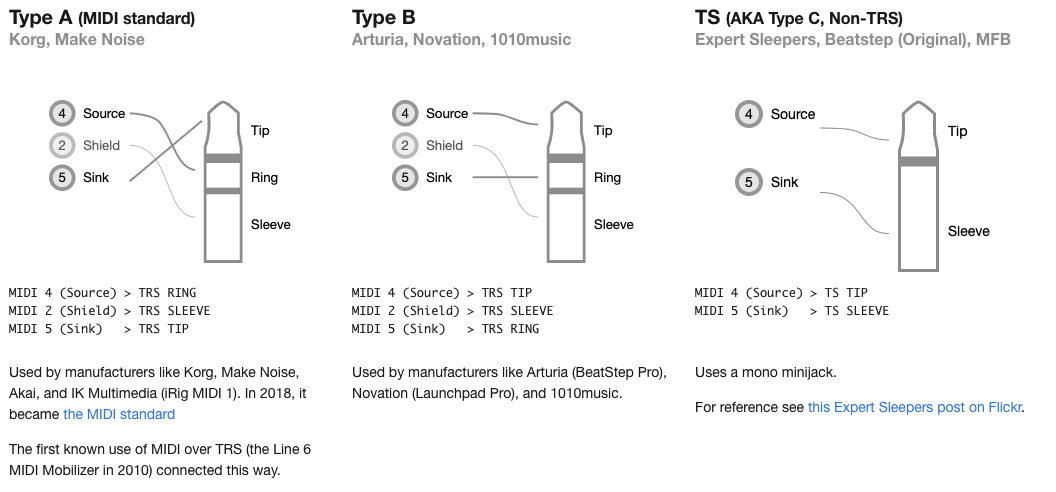 Type A (MIDI standard)
Korg, Make Noise
4 Source
2 Shield
5 Sink
Tip
Ring
Sleeve
MIDI 4 (Source) > TRS RING
MIDI 2 (Shield) > TRS SLEEVE
MIDI 5 (Sink)   > TRS TIP
Used by manufacturers like Korg, Make Noise,
Akai, and IK Multimedia (iRig MIDI 1). In 2018, it
became the MIDI standard
The first known use of MIDI over TRS (the Line 6
MIDI Mobilizer in 2010) connected this way.
Type B
Arturia, Novation, 1010music
4 Source
2 Shield
5 Sink
Tip
Ring
Sleeve
MIDI 4 (Source) > TRS TIP
MIDI 2 (Shield) > TRS SLEEVE
MIDI 5 (Sink)   > TRS RING
Used by manufacturers like Arturia (BeatStep Pro),
Novation (Launchpad Pro), and 1010music.
TS (AKA Type C, Non-TRS)
Expert Sleepers, Beatstep (Original), MFB
4 Source
5 Sink
Tip
Sleeve
MIDI 4 (Source) > TS TIP
MIDI 5 (Sink)   > TS SLEEVE
Uses a mono minijack.
For reference see this Expert Sleepers post on Flickr.